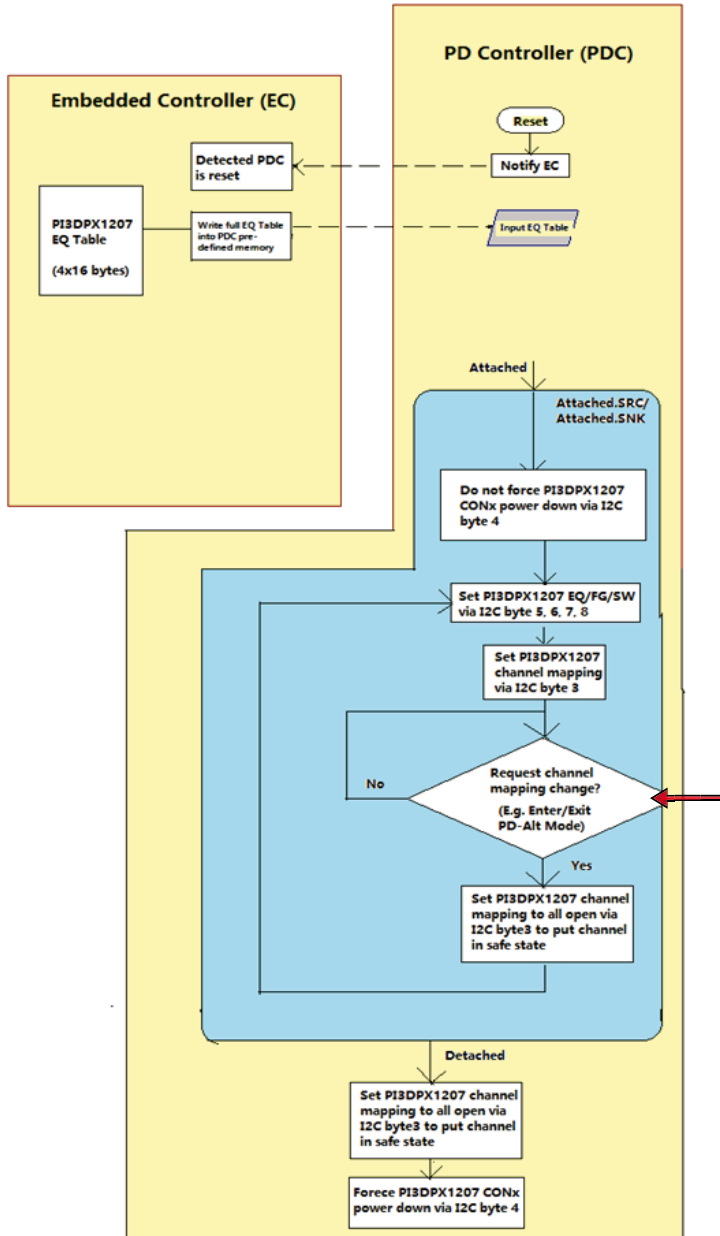 PD Controller (PDC)
Embedded Controller (EC)
Reset
Detected PDC
is reset
Notify EC
PI3DPX1207
EQ Table
(4x16 bytes)
Write full EQ Table
into PDC pre-
defined memory
Input EQ Table
Attached
Attached.SRC/
Attached.SNK
Do not force PI3DPX1207
CONx power down via I2C
byte 4
Set PI3DPX1207 EQ/FG/SW
via I2C byte 5, 6, 7, 8
Set PI3DPX1207
channel mapping
via I2C byte 3
Request channel
mapping change?
(E.g. Enter/Exit
PD-Alt Mode)
No
Yes
Set PI3DPX1207 channel
mapping to all open via
I2C byte3 to put channel
in safe state
Detached
Set PI3DPX1207 channel
mapping to all open via
I2C byte3 to put channel
in safe state
Forece PI3DPX1207 CONx
power down via I2C byte 4